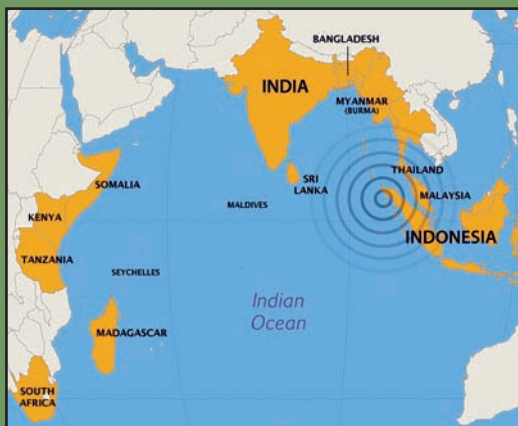 BANGLADESH
INDIA
MYANMAR
(BURMA)
THAILAND
SRI
LANKA
MALAYSIA
SOMALIA
MALDIVES
KENYA
INDONESIA
TANZANIA
SEYCHELLES
Indian
Ocean
MADAGASCAR
SOUTH
AFRICA